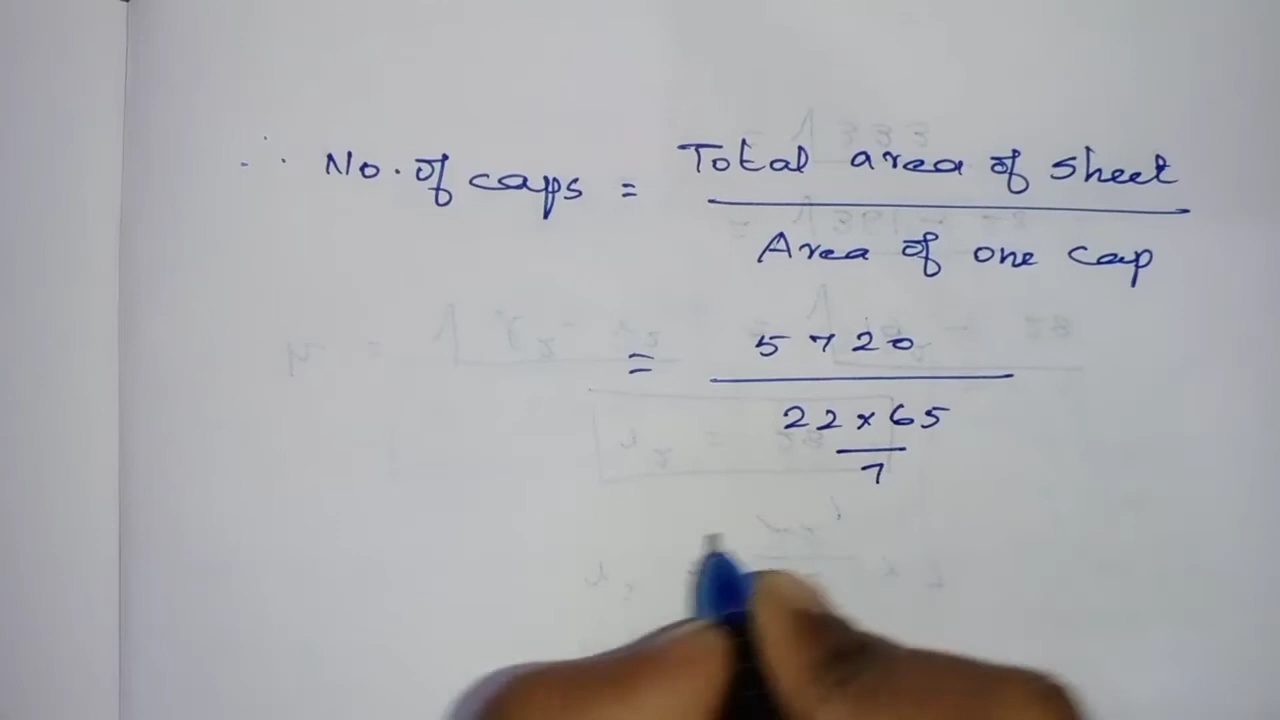 ∴ No. of caps = Total area of sheet
Area of one cap
= 5720
22 x 65
7